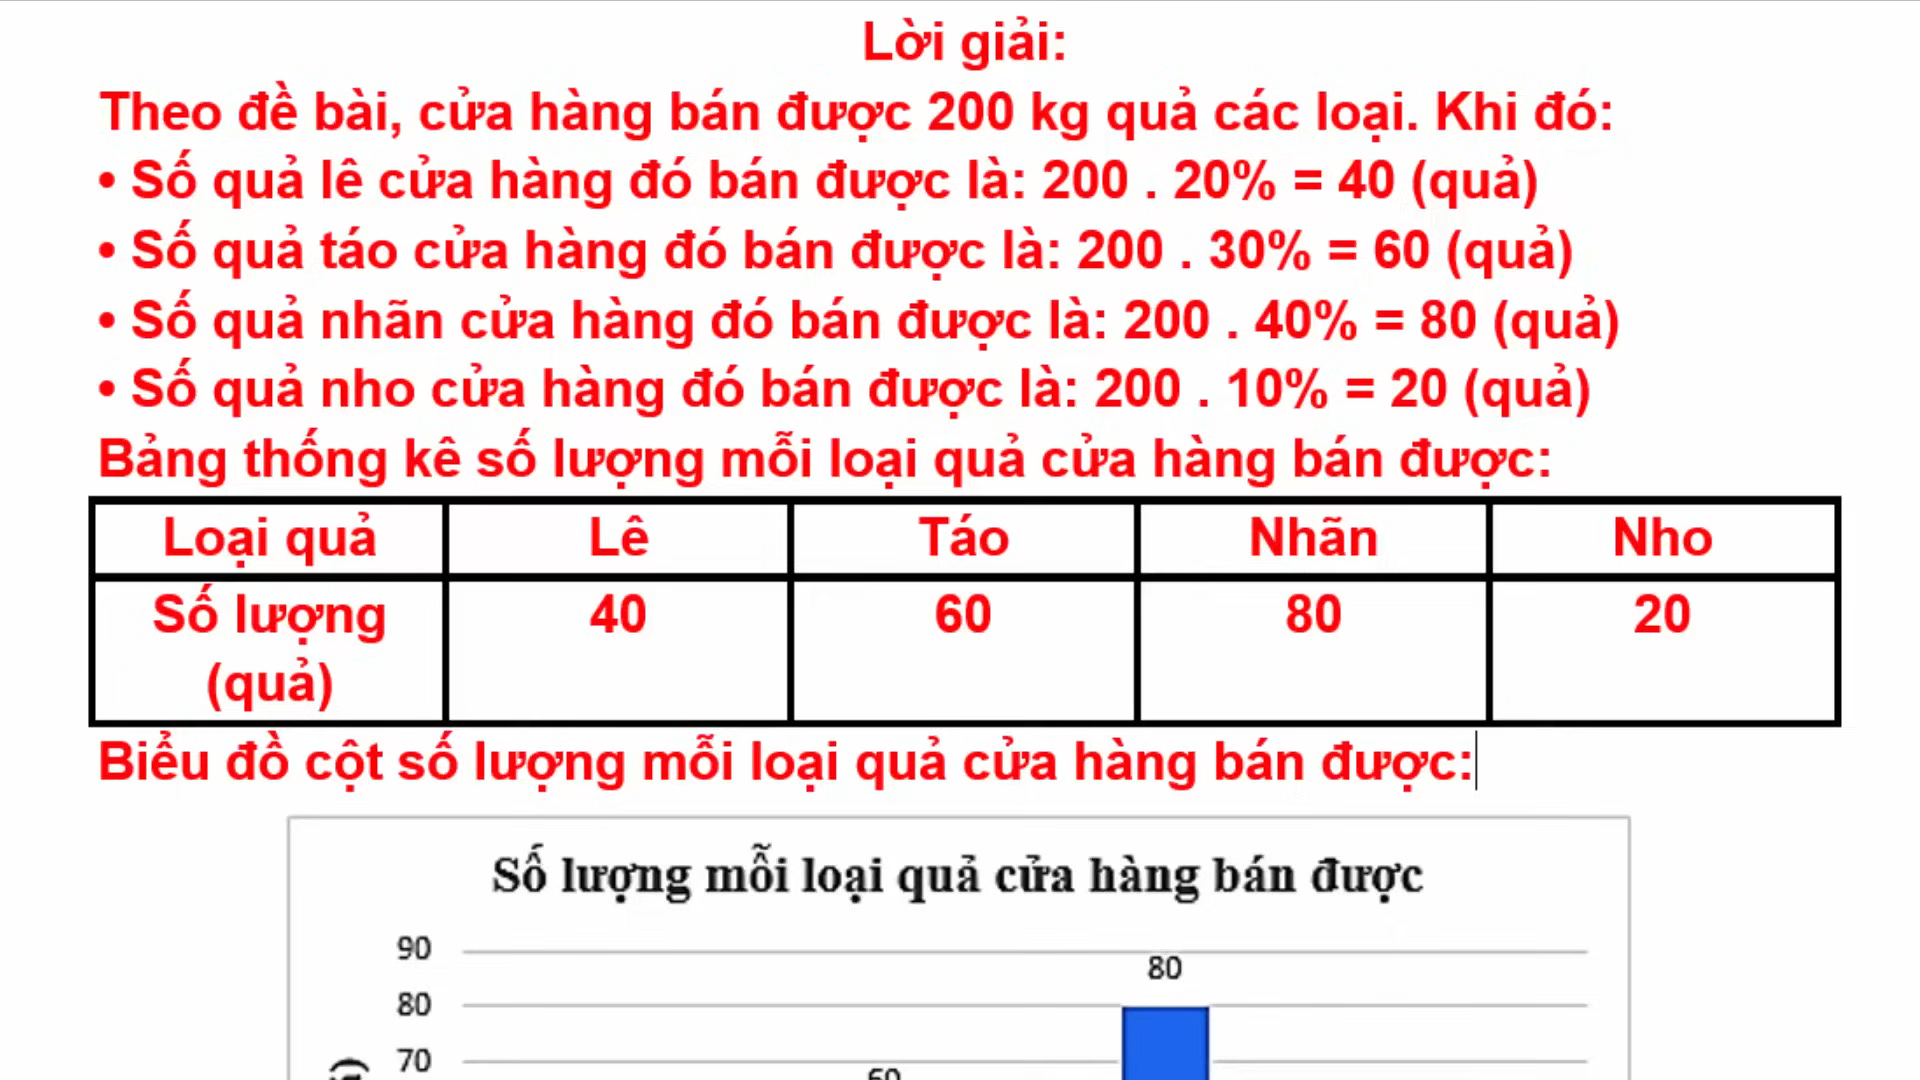 Lời giải:
Theo đề bài, cửa hàng bán được 200 kg quả các loại. Khi đó:
• Số quả lê cửa hàng đó bán được là: 200 . 20% = 40 (quả)
• Số quả táo cửa hàng đó bán được là: 200 . 30% = 60 (quả)
• Số quả nhãn cửa hàng đó bán được là: 200 . 40% = 80 (quả)
• Số quả nho cửa hàng đó bán được là: 200 . 10% = 20 (quả)
Bảng thống kê số lượng mỗi loại quả cửa hàng bán được:
Loại quả Lê Táo Nhãn Nho
Số lượng 40 60 80 20
(quả)
Biểu đồ cột số lượng mỗi loại quả cửa hàng bán được:
Số lượng mỗi loại quả cửa hàng bán được
90
80
80
70
60